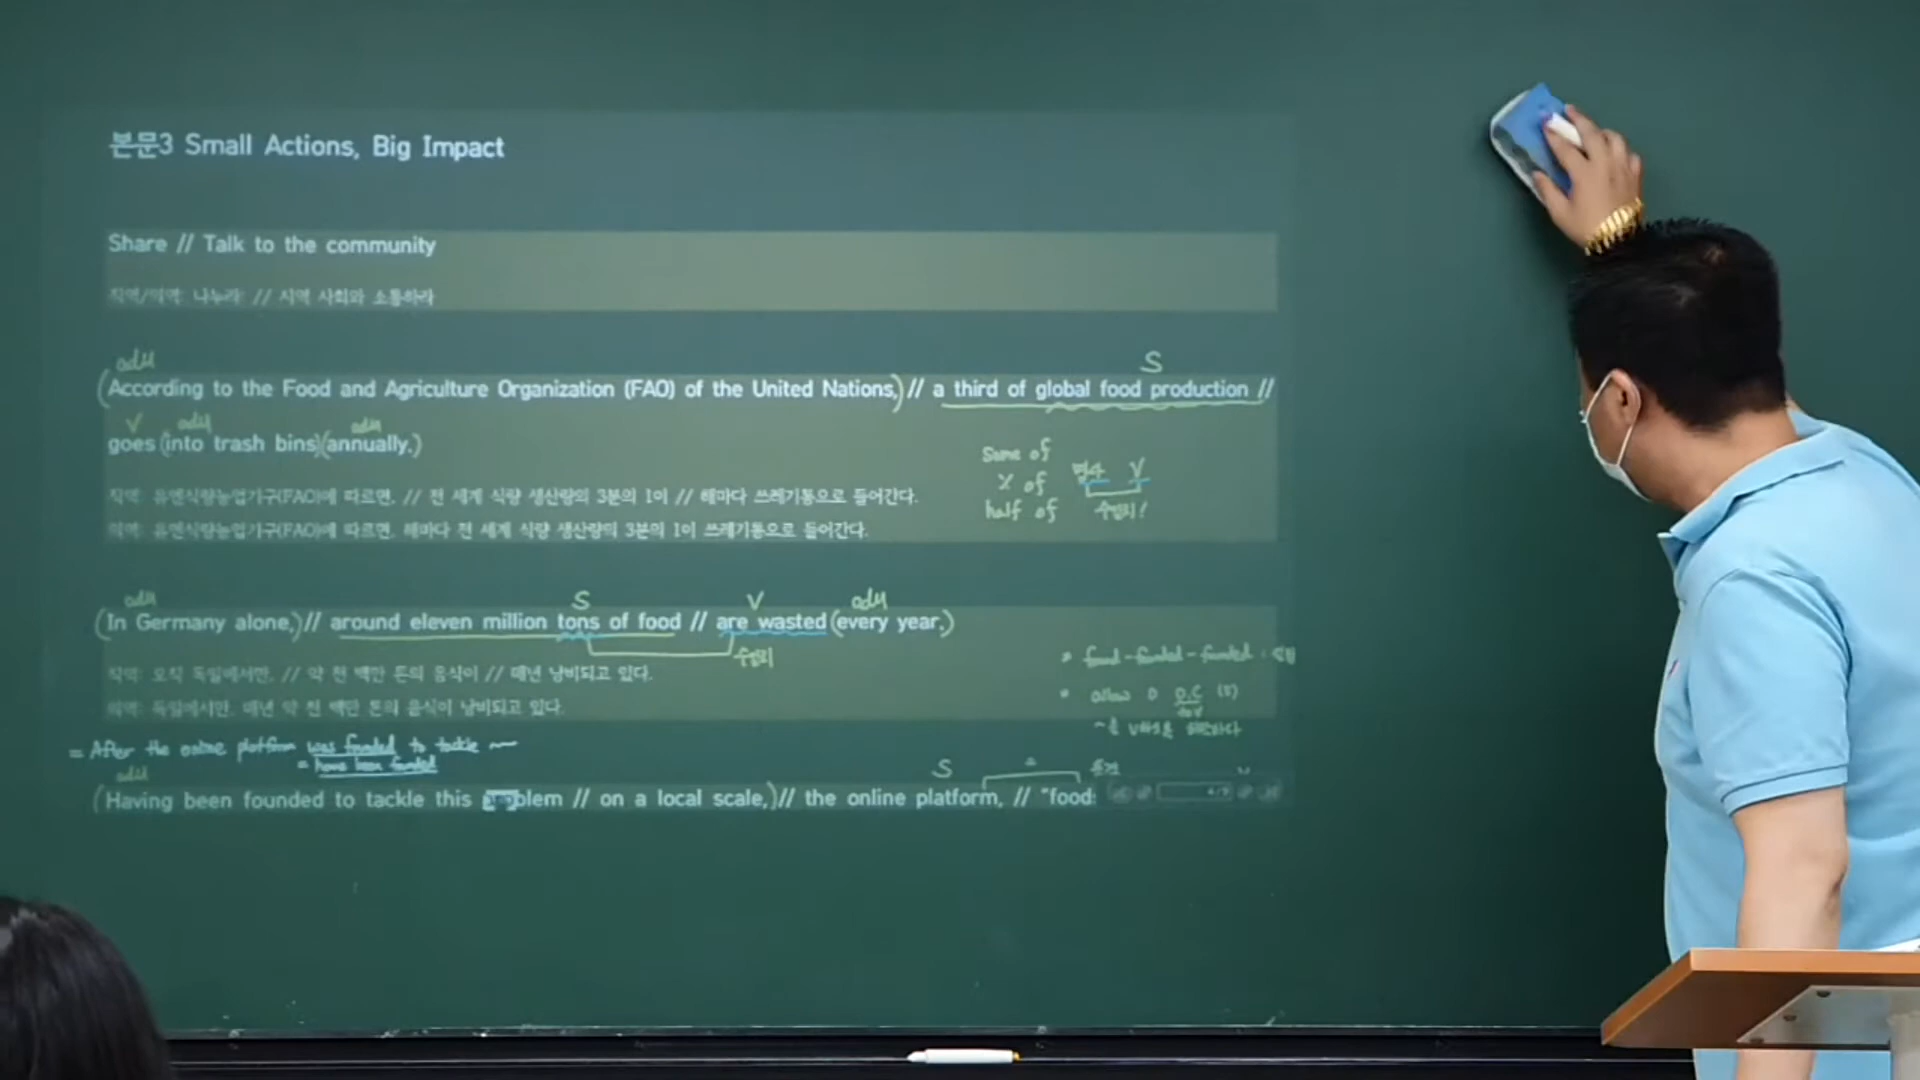 본문3 Small Actions, Big Impact
Share // Talk to the community
직역/의역: 나누라! // 지역 사회와 소통하라
adv
S
(According to the Food and Agriculture Organization (FAO) of the United Nations,) // a third of global food production //
V adv adv
goes (into trash bins) (annually.)
Some of
% of 명사 V
half of 수일치!
직역: 유엔식량농업기구(FAO)에 따르면, // 전 세계 식량 생산량의 3분의 1이 // 해마다 쓰레기통으로 들어간다.
의역: 유엔식량농업기구(FAO)에 따르면, 해마다 전 세계 식량 생산량의 3분의 1이 쓰레기통으로 들어간다.
adv S V adv
(In Germany alone,) // around eleven million tons of food // are wasted (every year.)
수일치
직역: 오직 독일에서만, // 약 천 백만 톤의 음식이 // 매년 낭비되고 있다.
의역: 독일에서만, 매년 약 천 백만 톤의 음식이 낭비되고 있다.
found - founded - founded :
allow O O.C (5)
to V
= After the online platform was founded to tackle ~
= have been founded
adv S = 동격
(Having been founded to tackle this problem // on a local scale,) // the online platform, // "food
4/9